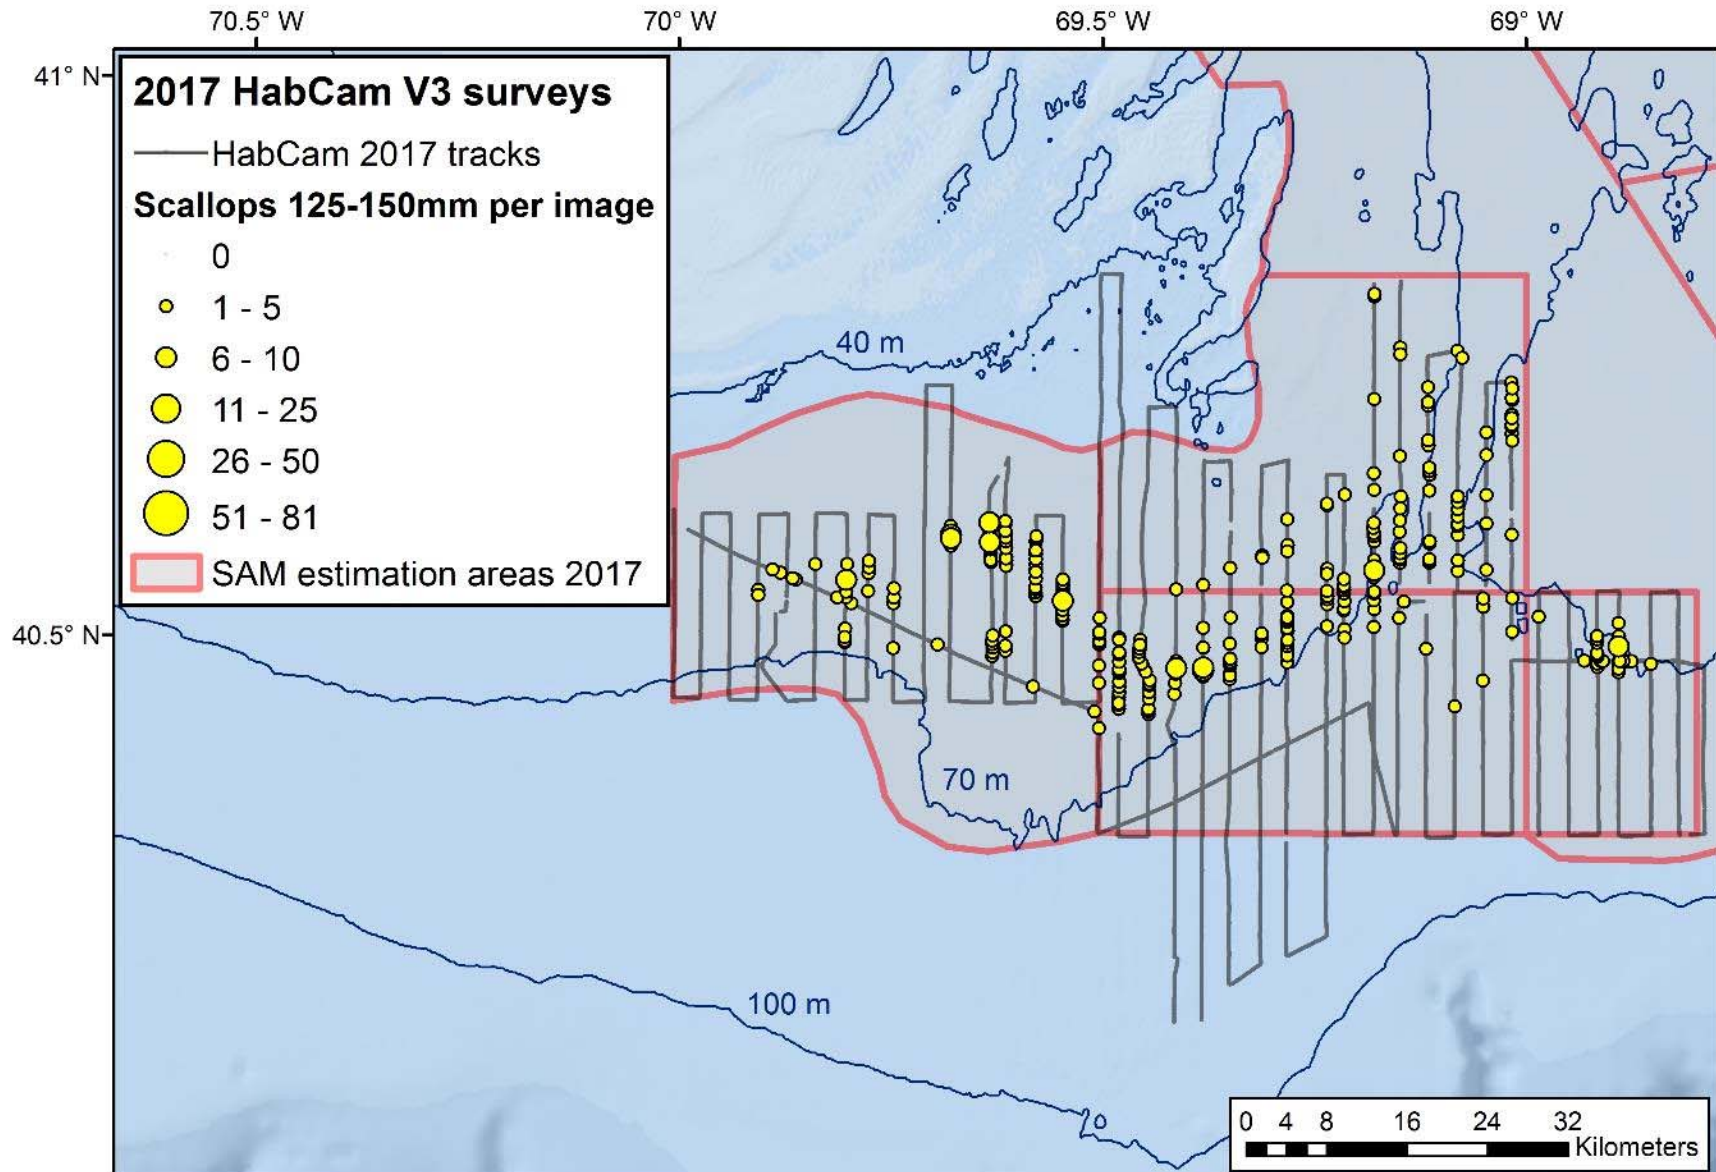 70.5° W 70° W 69.5° W 69° W
41° N
2017 HabCam V3 surveys
HabCam 2017 tracks
Scallops 125-150mm per image
0
1 - 5
6 - 10
11 - 25
26 - 50
51 - 81
SAM estimation areas 2017
40 m
40.5° N
70 m
100 m
0 4 8 16 24 32
Kilometers